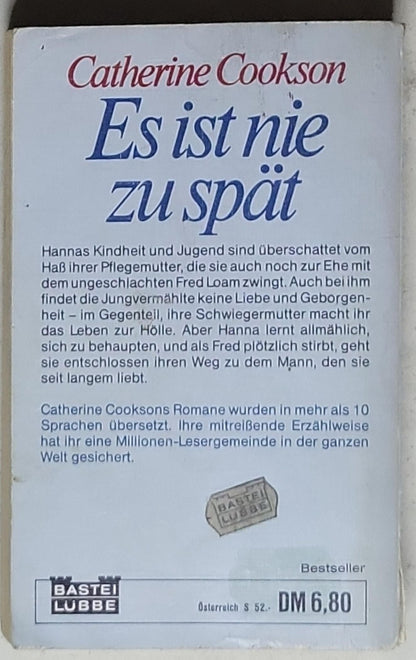 Catherine Cookson
Es ist nie
zu spät
Hannas Kindheit und Jugend sind überschattet vom
Haß ihrer Pflegemutter, die sie auch noch zur Ehe mit
dem ungeschlachten Fred Loam zwingt. Auch bei ihm
findet die Jungvermählte keine Liebe und Geborgen-
heit – im Gegenteil, ihre Schwiegermutter macht ihr
das Leben zur Hölle. Aber Hanna lernt allmählich,
sich zu behaupten, und als Fred plötzlich stirbt, geht
sie entschlossen ihren Weg zu dem Mann, den sie
seit langem liebt.
Catherine Cooksons Romane wurden in mehr als 10
Sprachen übersetzt. Ihre mitreißende Erzählweise
hat ihr eine Millionen-Lesergemeinde in der ganzen
Welt gesichert.
BASTEI
LÜBBE
Bestseller
BASTEI
LÜBBE
Österreich S 52.- DM 6,80